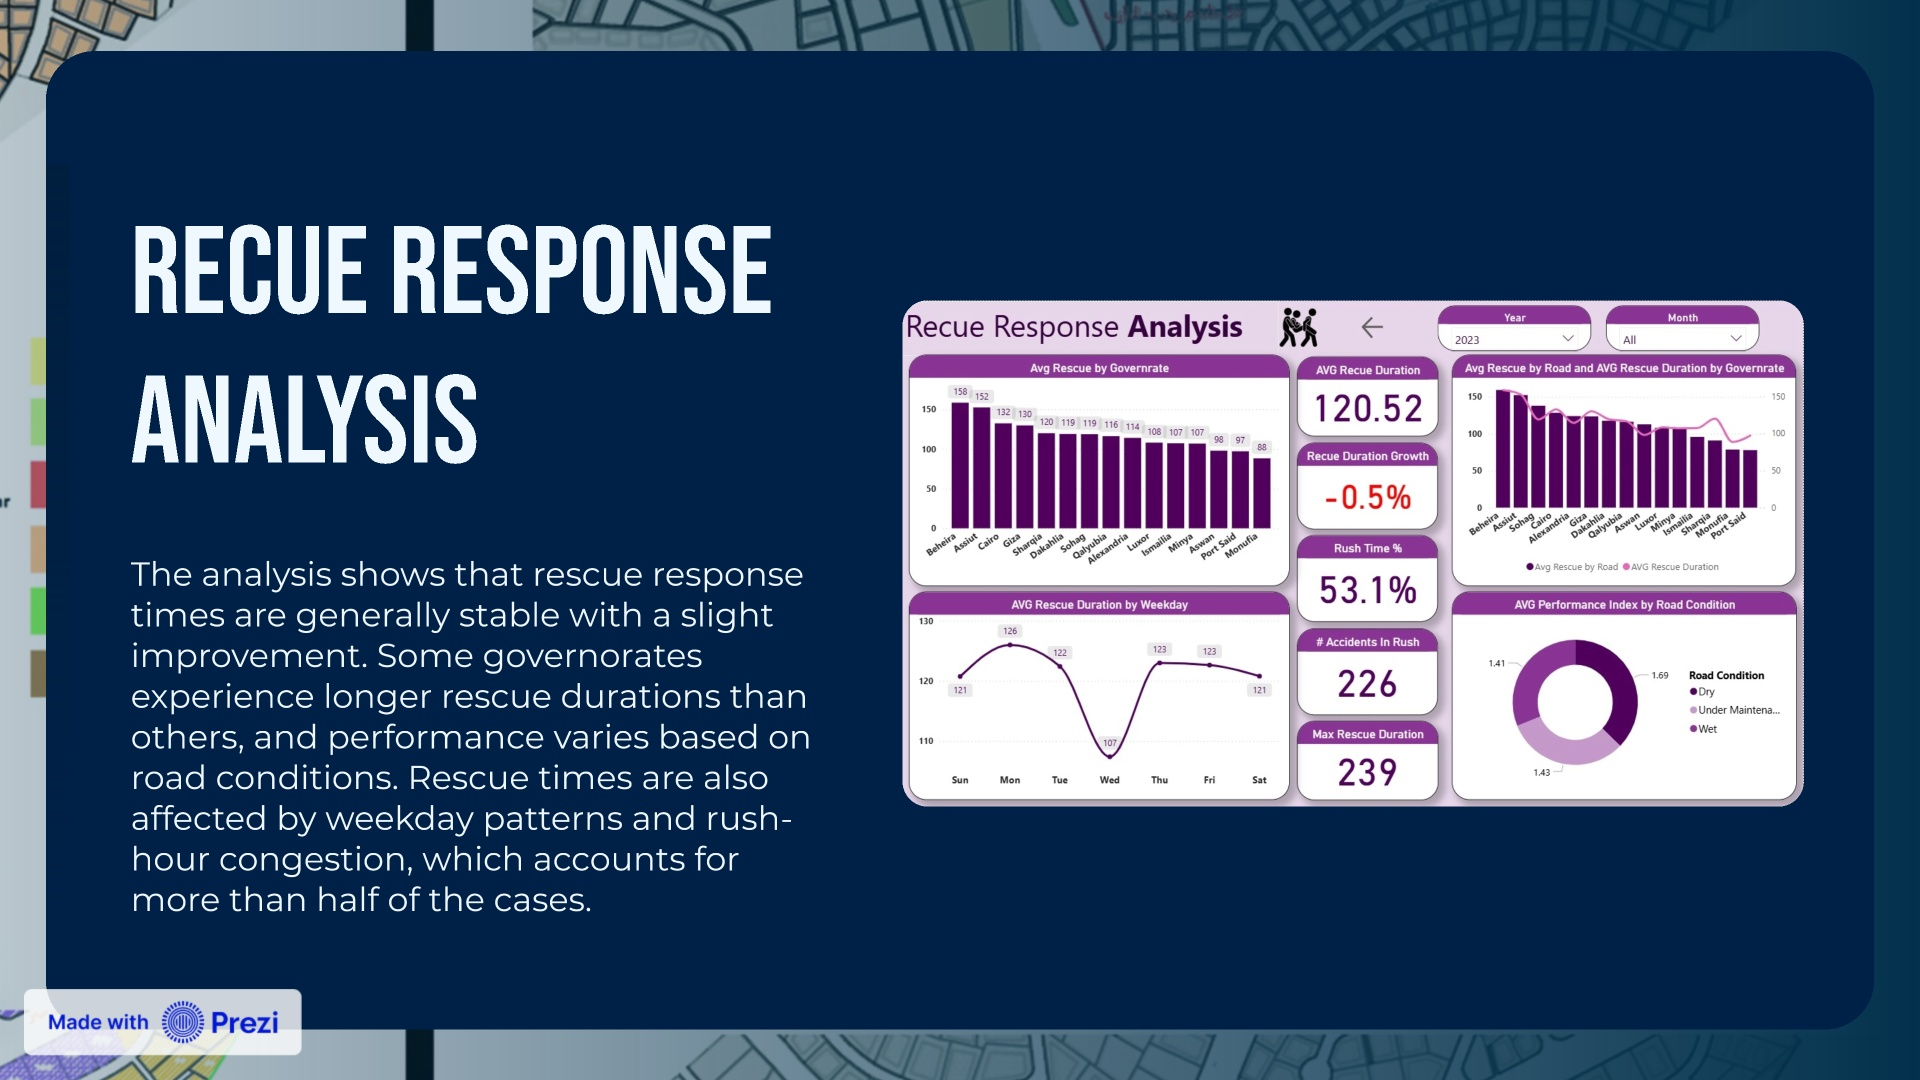 RECUE RESPONSE
ANALYSIS
The analysis shows that rescue response
times are generally stable with a slight
improvement. Some governorates
experience longer rescue durations than
others, and performance varies based on
road conditions. Rescue times are also
affected by weekday patterns and rush-
hour congestion, which accounts for
more than half of the cases.
Recue Response Analysis
Year
2023
Month
All
Avg Rescue by Governrate
150
100
50
0
158
152
132
130
120
119
119
116
114
108
107
107
98
97
88
Beheira
Assiut
Cairo
Giza
Sharqia
Dakahlia
Sohag
Qalyubia
Alexandria
Luxor
Ismailia
Minya
Aswan
Port Said
Monufia
AVG Recue Duration
120.52
Recue Duration Growth
-0.5%
Rush Time %
53.1%
# Accidents In Rush
226
Max Rescue Duration
239
Avg Rescue by Road and AVG Rescue Duration by Governrate
150
100
50
0
150
100
50
0
Beheira
Assiut
Sohag
Cairo
Alexandria
Giza
Dakahlia
Qalyubia
Aswan
Luxor
Minya
Ismailia
Sharqia
Monufia
Port Said
Avg Rescue by Road
AVG Rescue Duration
AVG Rescue Duration by Weekday
130
120
110
121
126
122
107
123
123
121
Sun
Mon
Tue
Wed
Thu
Fri
Sat
AVG Performance Index by Road Condition
1.41
1.69
1.43
Road Condition
Dry
Under Maintena...
Wet
Made with Prezi